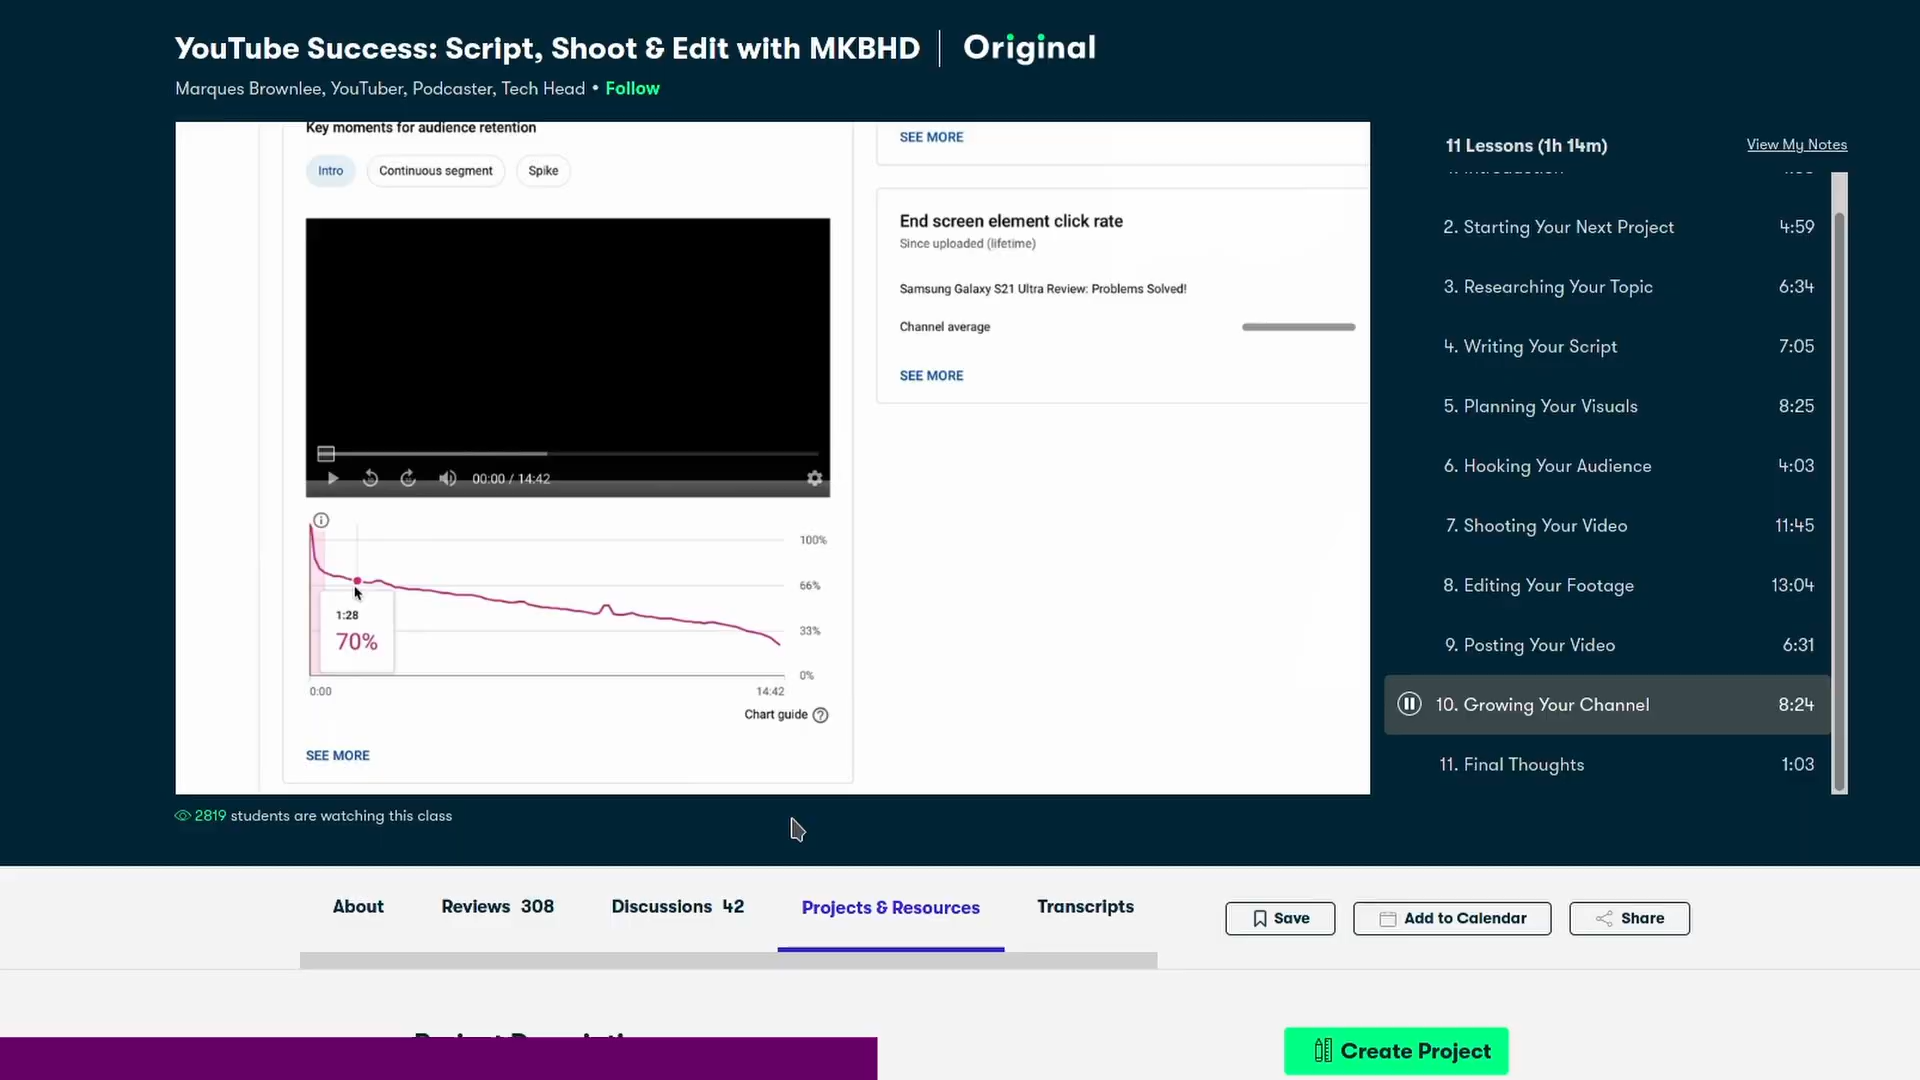 YouTube Success: Script, Shoot & Edit with MKBHD | Original
Marques Brownlee, YouTuber, Podcaster, Tech Head • Follow
Key moments for audience retention
Intro
Continuous segment
Spike
00:00 / 14:42
100%
66%
33%
0%
1:28
70%
0:00
14:42
Chart guide
SEE MORE
SEE MORE
End screen element click rate
Since uploaded (lifetime)
Samsung Galaxy S21 Ultra Review: Problems Solved!
Channel average
SEE MORE
11 Lessons (1h 14m)
View My Notes
2. Starting Your Next Project 4:59
3. Researching Your Topic 6:34
4. Writing Your Script 7:05
5. Planning Your Visuals 8:25
6. Hooking Your Audience 4:03
7. Shooting Your Video 11:45
8. Editing Your Footage 13:04
9. Posting Your Video 6:31
10. Growing Your Channel 8:24
11. Final Thoughts 1:03
2819 students are watching this class
About
Reviews 308
Discussions 42
Projects & Resources
Transcripts
Save
Add to Calendar
Share
Create Project